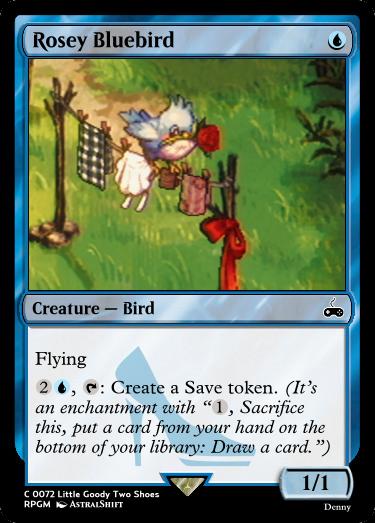 Rosey Bluebird
Creature — Bird
Flying
2, : Create a Save token. (It's
an enchantment with “1, Sacrifice
this, put a card from your hand on the
bottom of your library: Draw a card.”)
1/1
C 0072 Little Goody Two Shoes
RPGM AstralShift
Denny